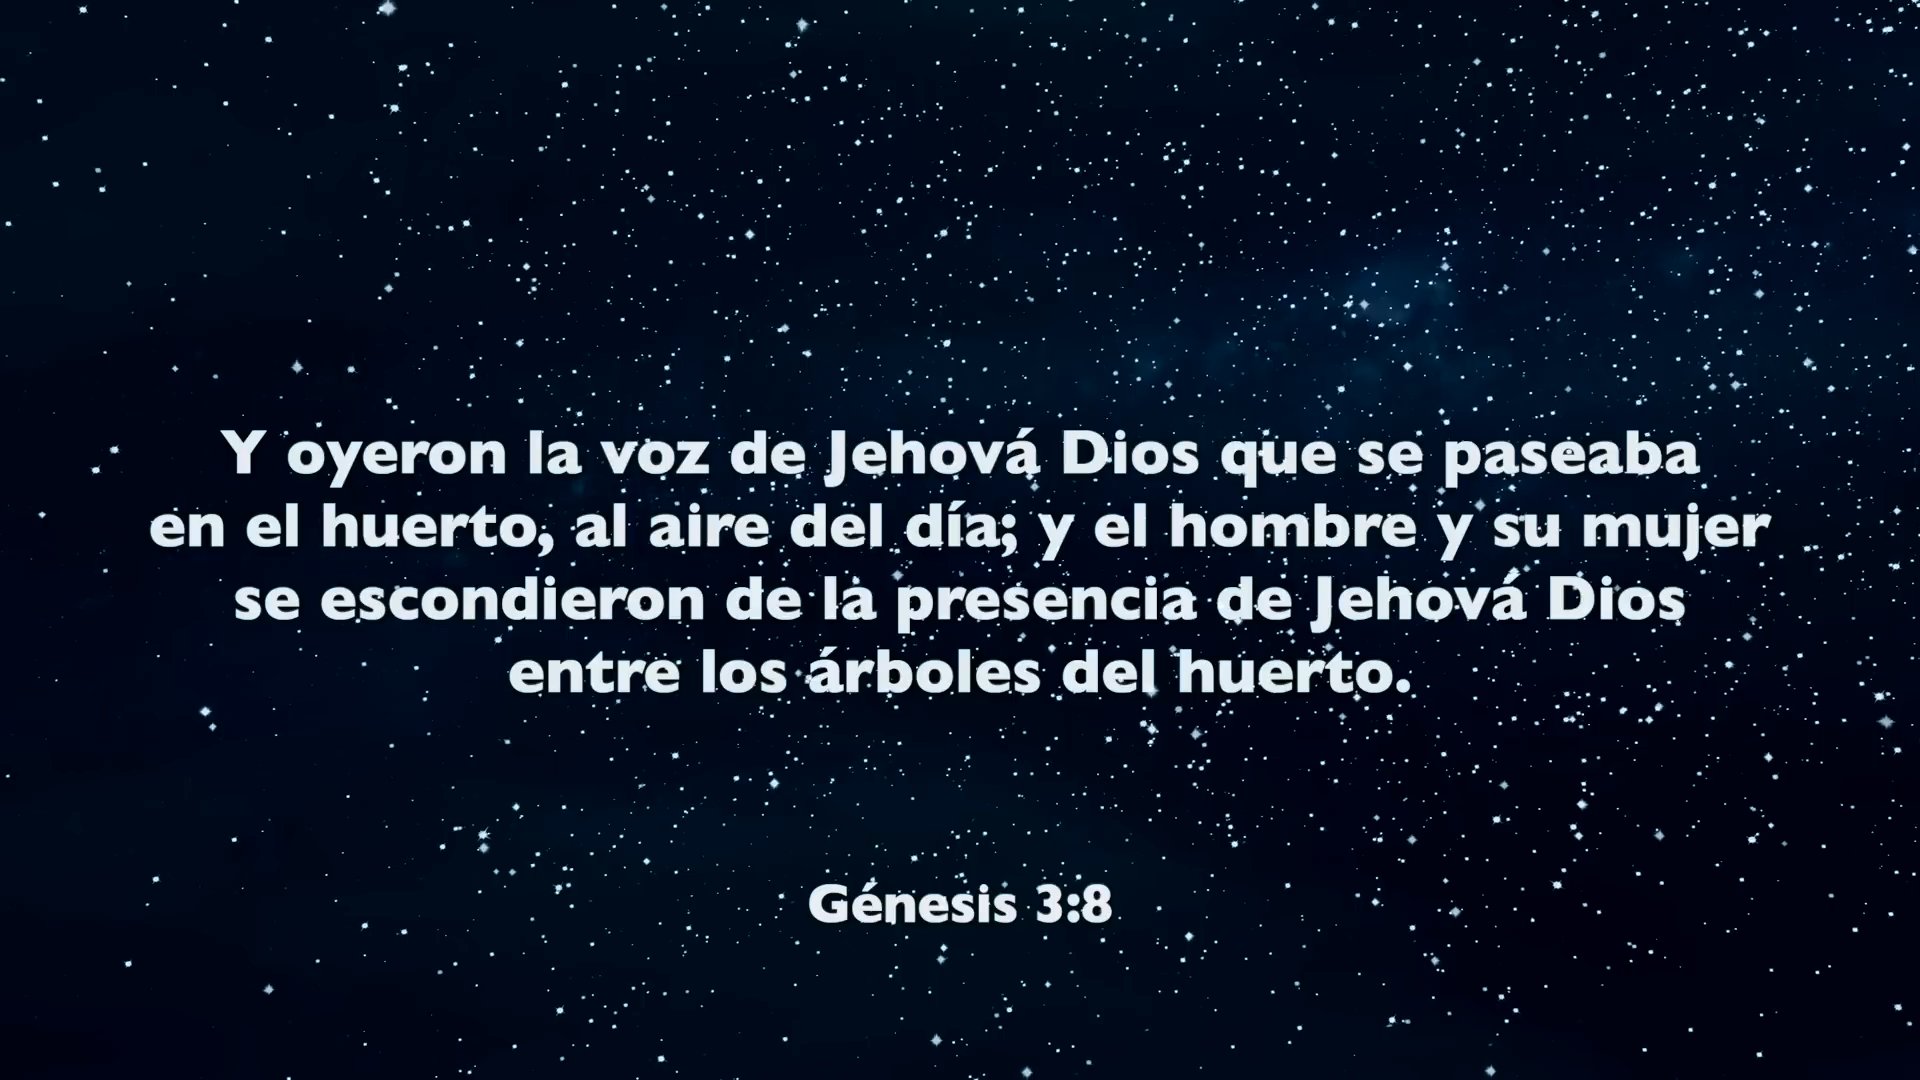 Y oyeron la voz de Jehová Dios que se paseaba
en el huerto, al aire del día; y el hombre y su mujer
se escondieron de la presencia de Jehová Dios
entre los árboles del huerto.
Génesis 3:8